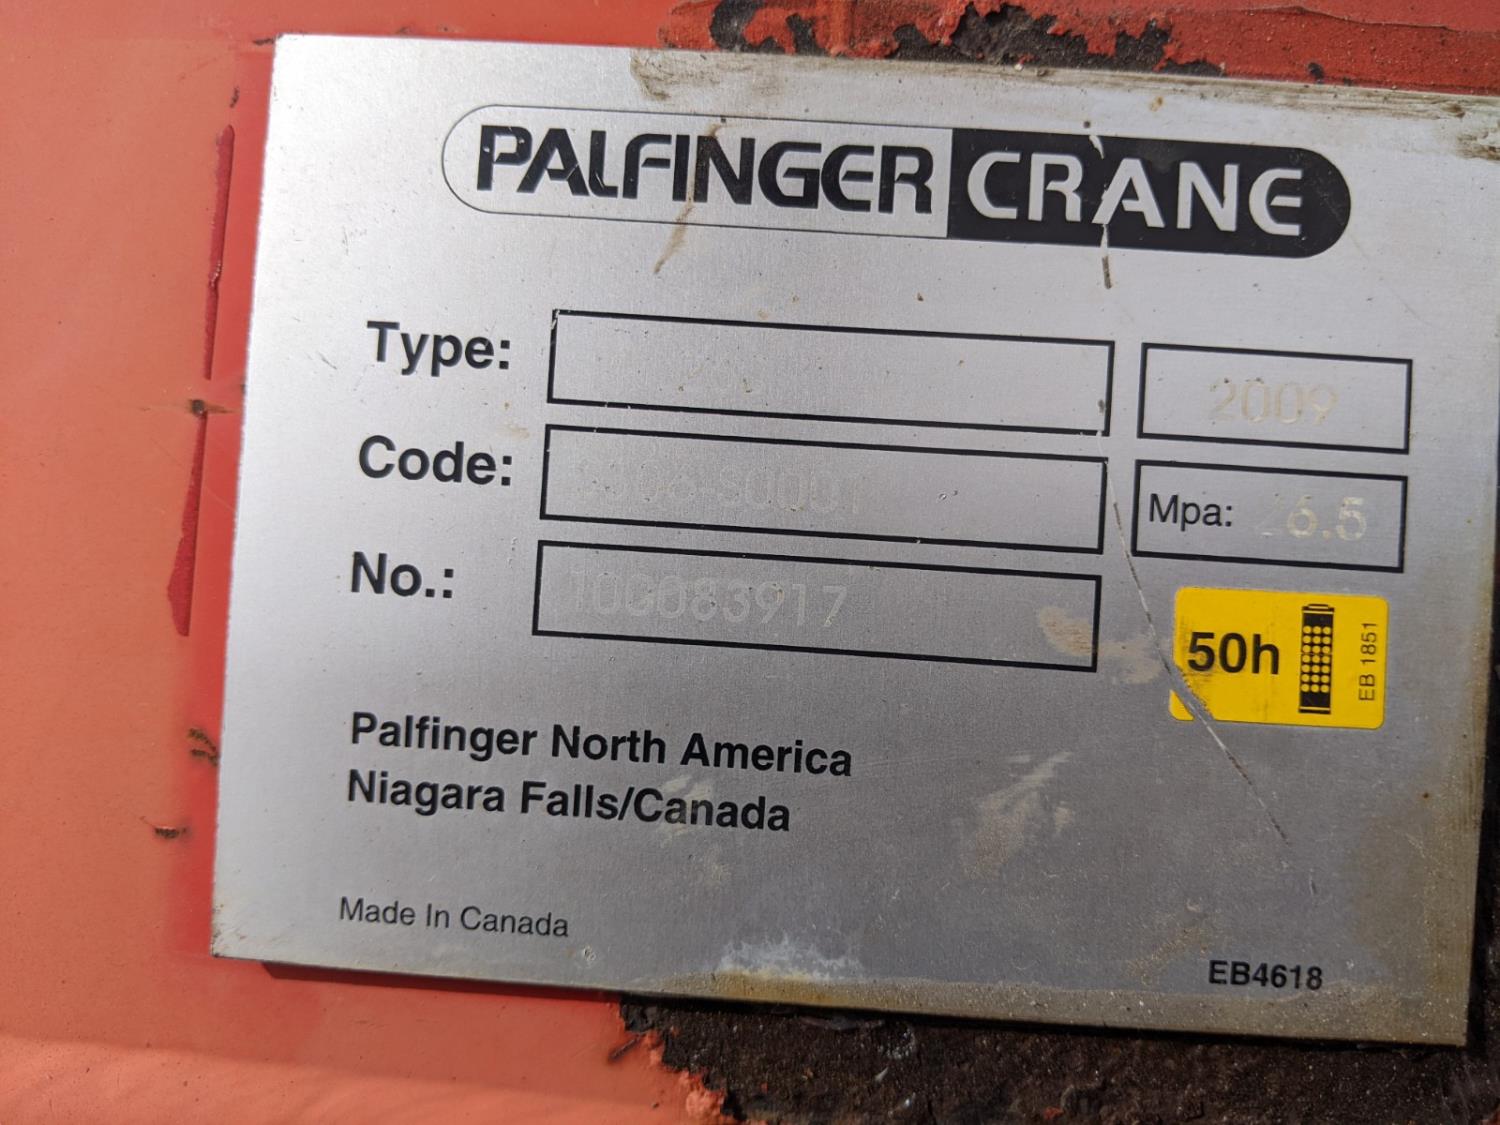 PALFINGER CRANE
Type:
2009
Code:
Mpa: 26.5
No.: 100083917
50h EB 1851
Palfinger North America
Niagara Falls/Canada
Made In Canada
EB4618